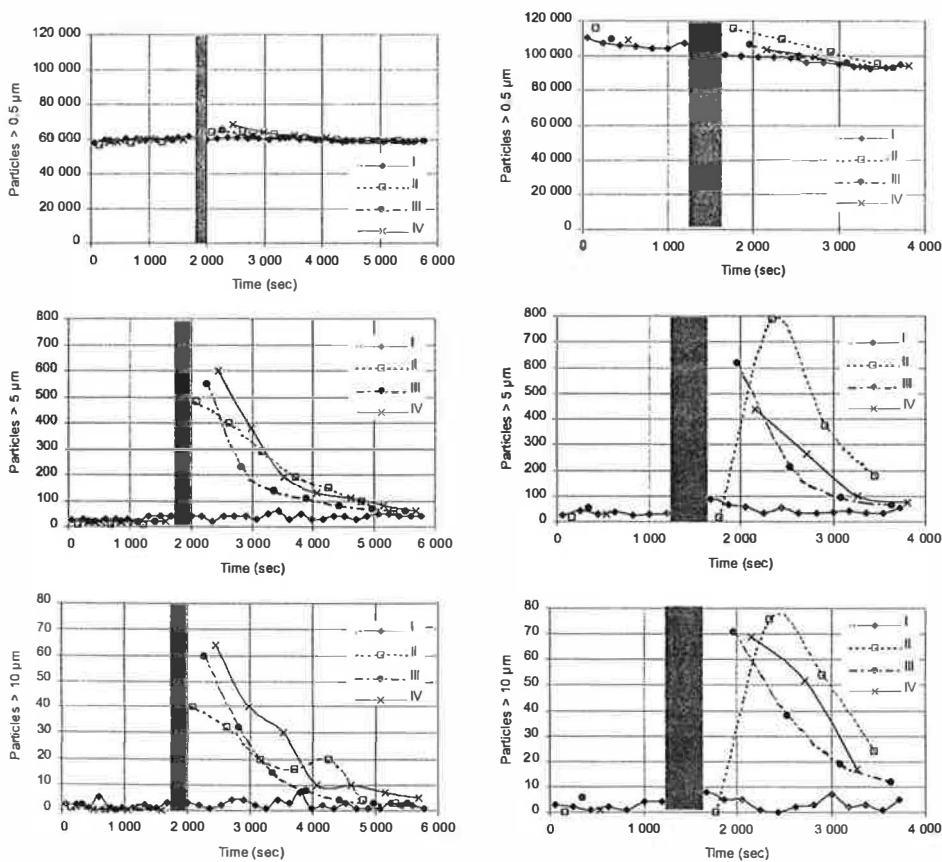 Particles > 0.5 µm
120 000
100 000
80 000
60 000
40 000
20 000
0
I
II
III
IV
0 1 000 2 000 3 000 4 000 5 000 6 000
Time (sec)
Particles > 0.5 µm
120 000
100 000
80 000
60 000
40 000
20 000
0
I
II
III
IV
1 000 2 000 3 000 4 000
Time (sec)
Particles > 5 µm
800
700
600
500
400
300
200
100
0
I
II
III
IV
0 1 000 2 000 3 000 4 000 5 000 6 000
Time (sec)
Particles > 5 µm
800
700
600
500
400
300
200
100
0
I
II
III
IV
0 1 000 2 000 3 000 4 000
Time (sec)
Particles > 10 µm
80
70
60
50
40
30
20
10
0
I
II
III
IV
0 1 000 2 000 3 000 4 000 5 000 6 000
Time (sec)
Particles > 10 µm
80
70
60
50
40
30
20
10
0
I
II
III
IV
0 1 000 2 000 3 000 4 000
Time (sec)